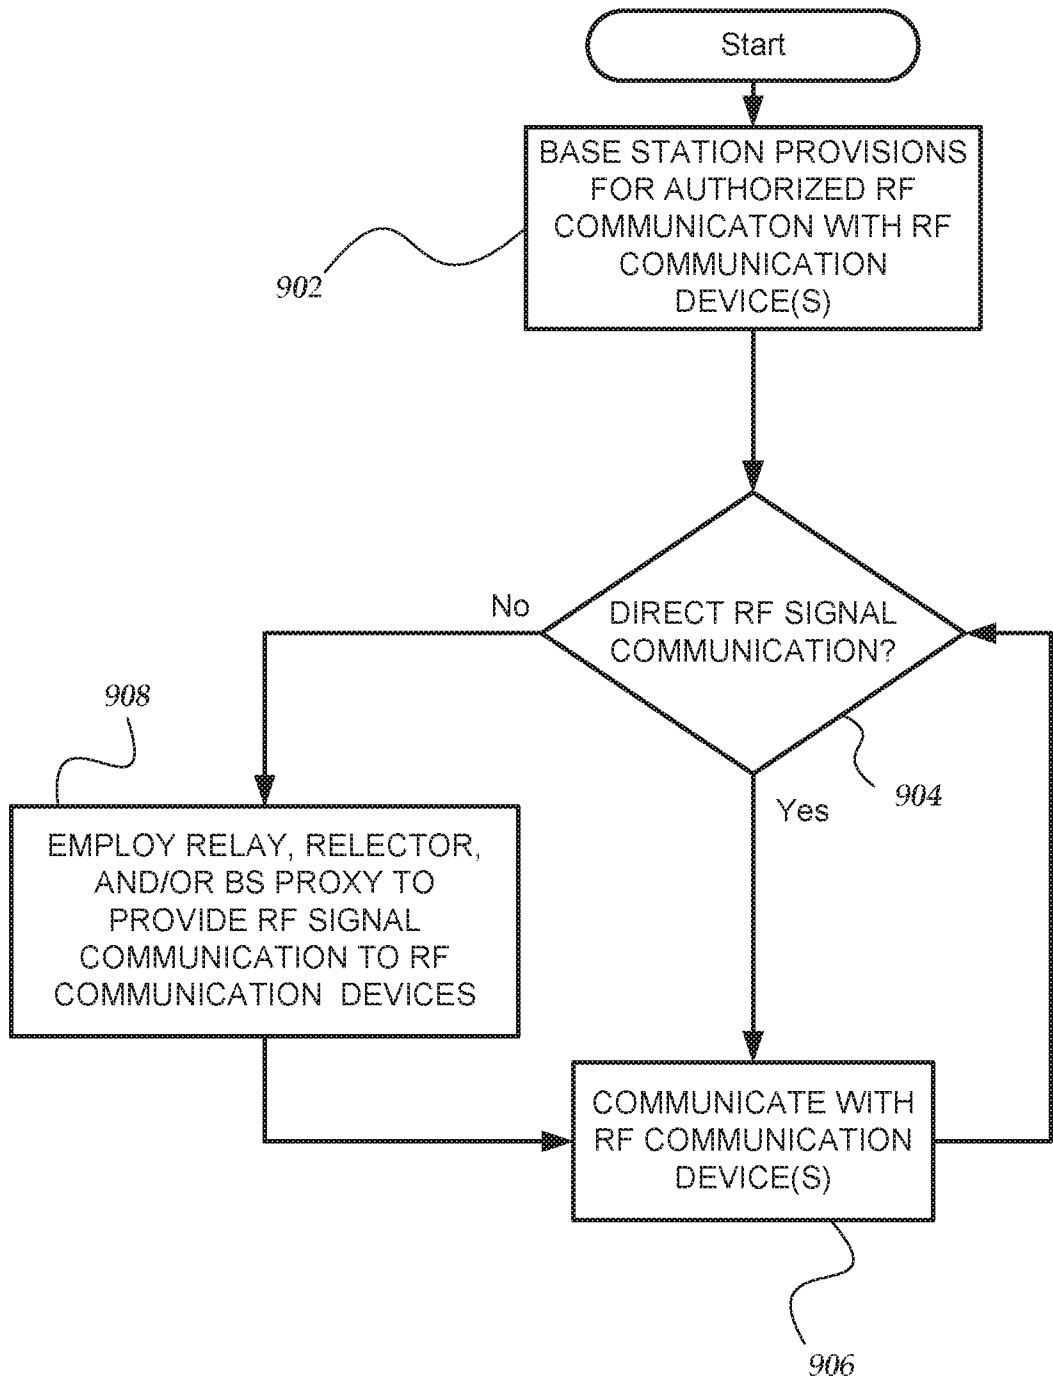 Start
BASE STATION PROVISIONS
FOR AUTHORIZED RF
COMMUNICATON WITH RF
COMMUNICATION
DEVICE(S)
902
No
DIRECT RF SIGNAL
COMMUNICATION?
908
904
Yes
EMPLOY RELAY, RELECTOR,
AND/OR BS PROXY TO
PROVIDE RF SIGNAL
COMMUNICATION TO RF
COMMUNICATION DEVICES
COMMUNICATE WITH
RF COMMUNICATION
DEVICE(S)
906